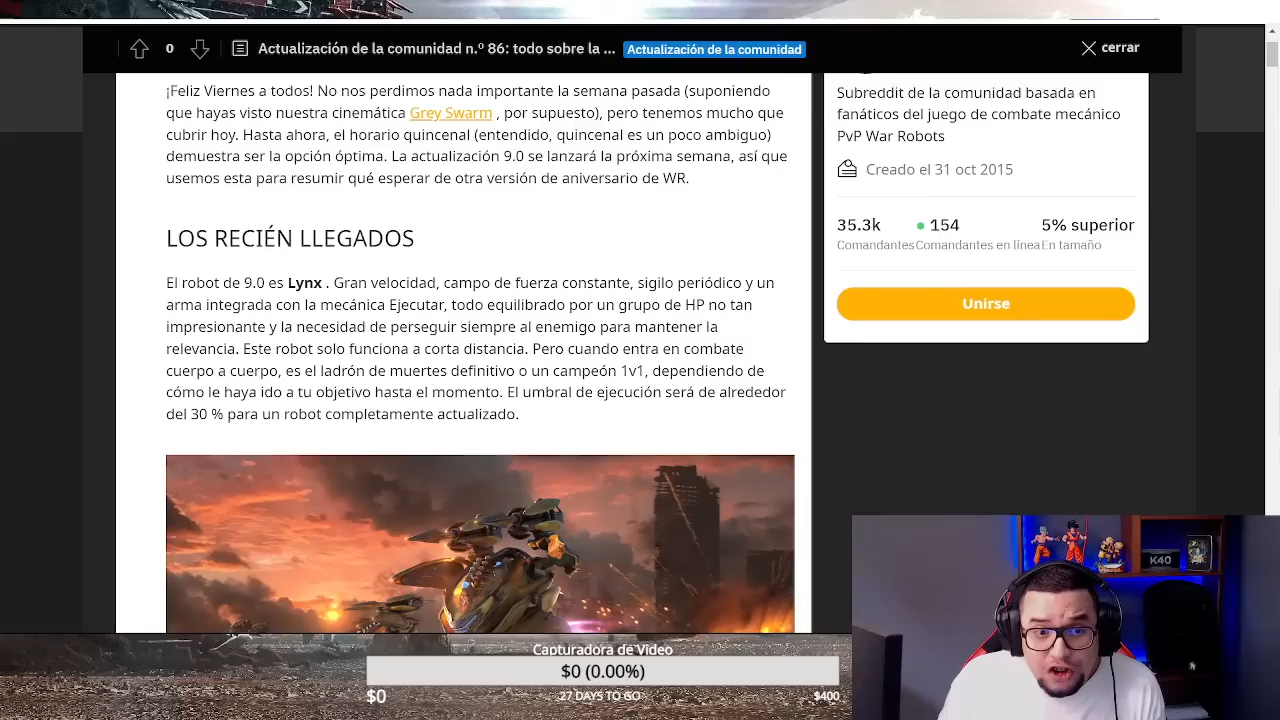 0 Actualización de la comunidad n.º 86: todo sobre la ... Actualización de la comunidad cerrar
¡Feliz Viernes a todos! No nos perdimos nada importante la semana pasada (suponiendo
que hayas visto nuestra cinemática Grey Swarm , por supuesto), pero tenemos mucho que
cubrir hoy. Hasta ahora, el horario quincenal (entendido, quincenal es un poco ambiguo)
demuestra ser la opción óptima. La actualización 9.0 se lanzará la próxima semana, así que
usemos esta para resumir qué esperar de otra versión de aniversario de WR.
LOS RECIÉN LLEGADOS
El robot de 9.0 es Lynx . Gran velocidad, campo de fuerza constante, sigilo periódico y un
arma integrada con la mecánica Ejecutar, todo equilibrado por un grupo de HP no tan
impresionante y la necesidad de perseguir siempre al enemigo para mantener la
relevancia. Este robot solo funciona a corta distancia. Pero cuando entra en combate
cuerpo a cuerpo, es el ladrón de muertes definitivo o un campeón 1v1, dependiendo de
cómo le haya ido a tu objetivo hasta el momento. El umbral de ejecución será de alrededor
del 30 % para un robot completamente actualizado.
Subreddit de la comunidad basada en
fanáticos del juego de combate mecánico
PvP War Robots
Creado el 31 oct 2015
35.3k 154 5% superior
Comandantes Comandantes en línea En tamaño
Unirse
K40
Capturadora de Video
$0 (0.00%)
$0 27 DAYS TO GO $400